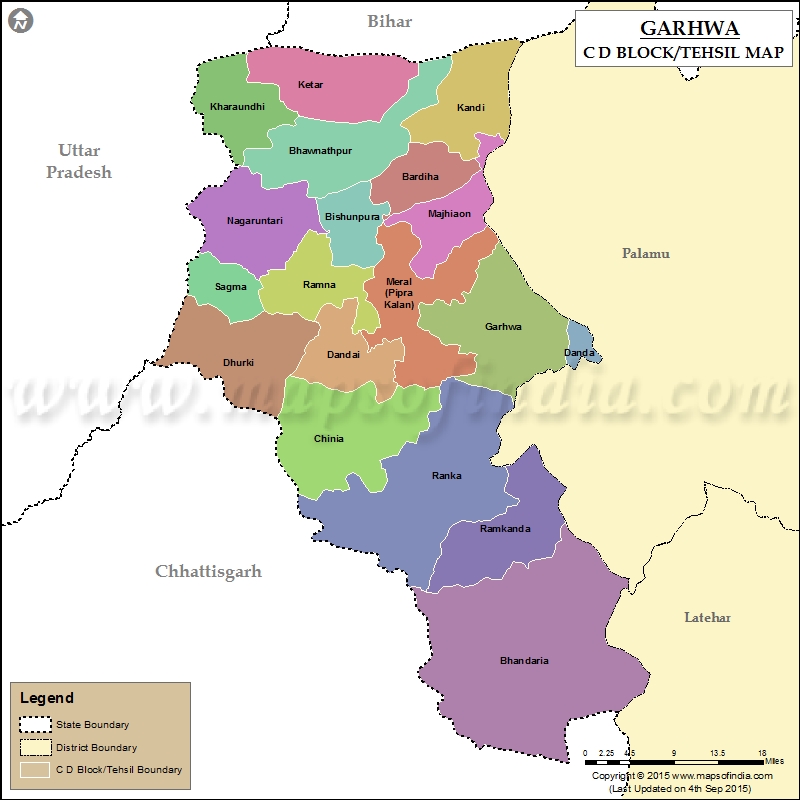 N
Bihar
GARHWA
C D BLOCK/TEHSIL MAP
Ketar
Kharaundhi
Kandi
Uttar
Pradesh
Bhawnathpur
Bardiha
Nagaruntari
Bishunpura
Majhiaon
Palamu
Sagma
Ramna
Meral
(Pipra
Kalan)
Garhwa
Dhurki
Dandai
Danda
www.mapsofindia.com
Chinia
Ranka
Ramkanda
Chhattisgarh
Latehar
Bhandaria
Legend
State Boundary
District Boundary
C D Block/Tehsil Boundary
0 2.25 4.5 9 13.5 18
Miles
Copyright © 2015 www.mapsofindia.com
(Last Updated on 4th Sep 2015)